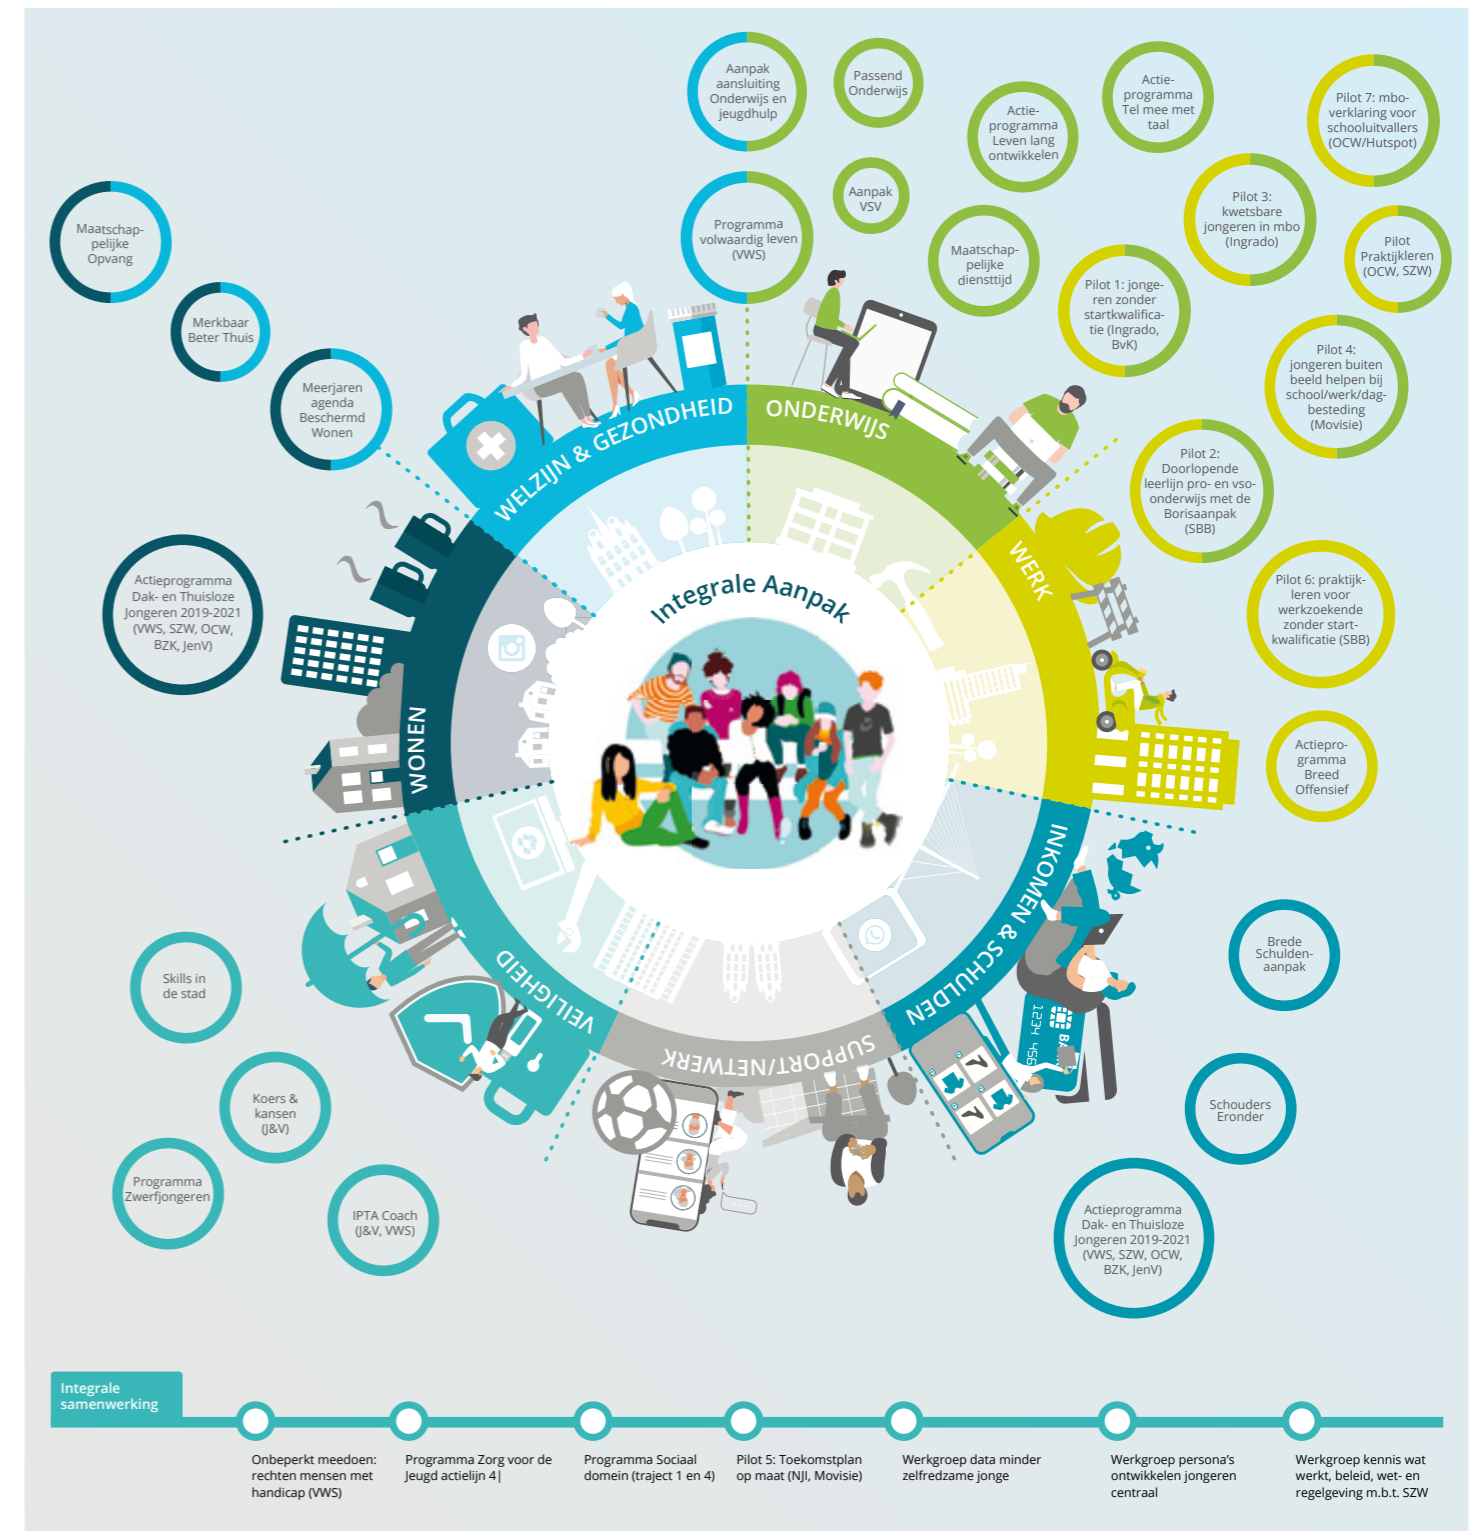 Aanpak
aansluiting
Onderwijs en
jeugdhulp
Passend
Onderwijs
Actie-
programma
Leven lang
ontwikkelen
Actie-
programma
Tel mee met
taal
Pilot 7: mbo-
verklaring voor
schooluitvallers
(OCW/Hutspot)
Maatschap-
pelijke
Opvang
Programma
volwaardig leven
(VWS)
Aanpak
VSV
Maatschap-
pelijke
diensttijd
Pilot 3:
kwetsbare
jongeren in mbo
(Ingrado)
Pilot
Praktijkleren
(OCW, SZW)
Merkbaar
Beter Thuis
Pilot 1: jonge-
ren zonder
startkwalifica-
tie (Ingrado,
BvK)
Meerjaren
agenda
Beschermd
Wonen
Pilot 4:
jongeren buiten
beeld helpen bij
school/werk/dag-
besteding
(Movisie)
Pilot 2:
Doorlopende
leerlijn pro- en vso-
onderwijs met de
Borisaanpak
(SBB)
WELZIJN & GEZONDHEID
ONDERWIJS
WERK
Actieprogramma
Dak- en Thuisloze
Jongeren 2019-2021
(VWS, SZW, OCW,
BZK, JenV)
Integrale Aanpak
Pilot 6: praktijk-
leren voor
werkzoekende
zonder start-
kwalificatie (SBB)
WONEN
Actiepro-
gramma
Breed
Offensief
INKOMEN & SCHULDEN
VEILIGHEID
SUPPORT/NETWERK
1234 456
BA
Skills in
de stad
Brede
Schulden-
aanpak
Koers &
kansen
(J&V)
Schouders
Eronder
Programma
Zwerfjongeren
IPTA Coach
(J&V, VWS)
Actieprogramma
Dak- en Thuisloze
Jongeren 2019-2021
(VWS, SZW, OCW,
BZK, JenV)
Integrale
samenwerking
Onbeperkt meedoen:
rechten mensen met
handicap (VWS)
Programma Zorg voor de
Jeugd actielijn 4|
Programma Sociaal
domein (traject 1 en 4)
Pilot 5: Toekomstplan
op maat (NJI, Movisie)
Werkgroep data minder
zelfredzame jonge
Werkgroep persona's
ontwikkelen jongeren
centraal
Werkgroep kennis wat
werkt, beleid, wet- en
regelgeving m.b.t. SZW